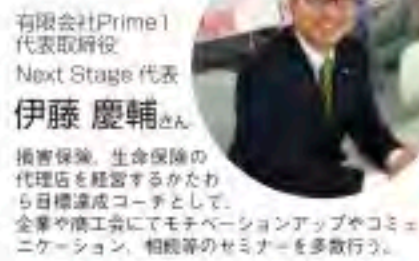 有限会社Prime1
代表取締役
Next Stage 代表
伊藤 慶輔さん
損害保険、生命保険の
代理店を経営するかたわ
ら目標達成コーチとして、
企業や商工会にてモチベーションアップやコミュ
ニケーション、相続等のセミナーを多数行う。